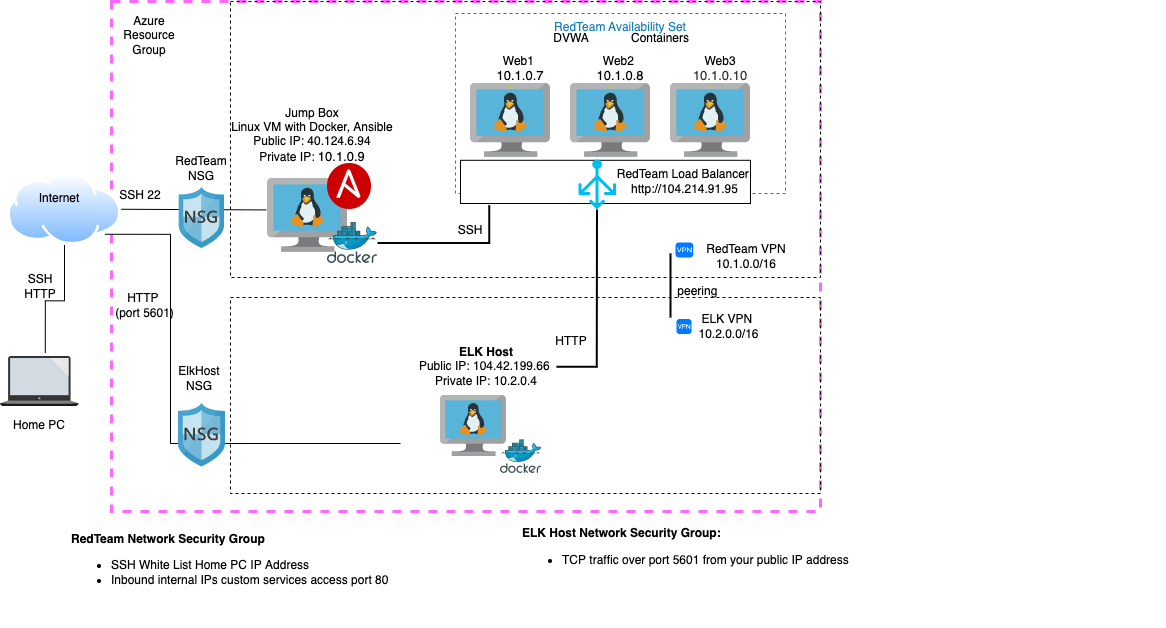 Azure
Resource
Group
RedTeam Availability Set
DVWA Containers
Web1
10.1.0.7
Web2
10.1.0.8
Web3
10.1.0.10
Jump Box
Linux VM with Docker, Ansible
Public IP: 40.124.6.94
Private IP: 10.1.0.9
A
docker
RedTeam
NSG
NSG
Internet
SSH 22
RedTeam Load Balancer
http://104.214.91.95
SSH
VPN
RedTeam VPN
10.1.0.0/16
peering
VPN
ELK VPN
10.2.0.0/16
SSH
HTTP
HTTP
(port 5601)
HTTP
ELK Host
Public IP: 104.42.199.66
Private IP: 10.2.0.4
docker
ElkHost
NSG
NSG
Home PC
RedTeam Network Security Group
• SSH White List Home PC IP Address
• Inbound internal IPs custom services access port 80
ELK Host Network Security Group:
• TCP traffic over port 5601 from your public IP address